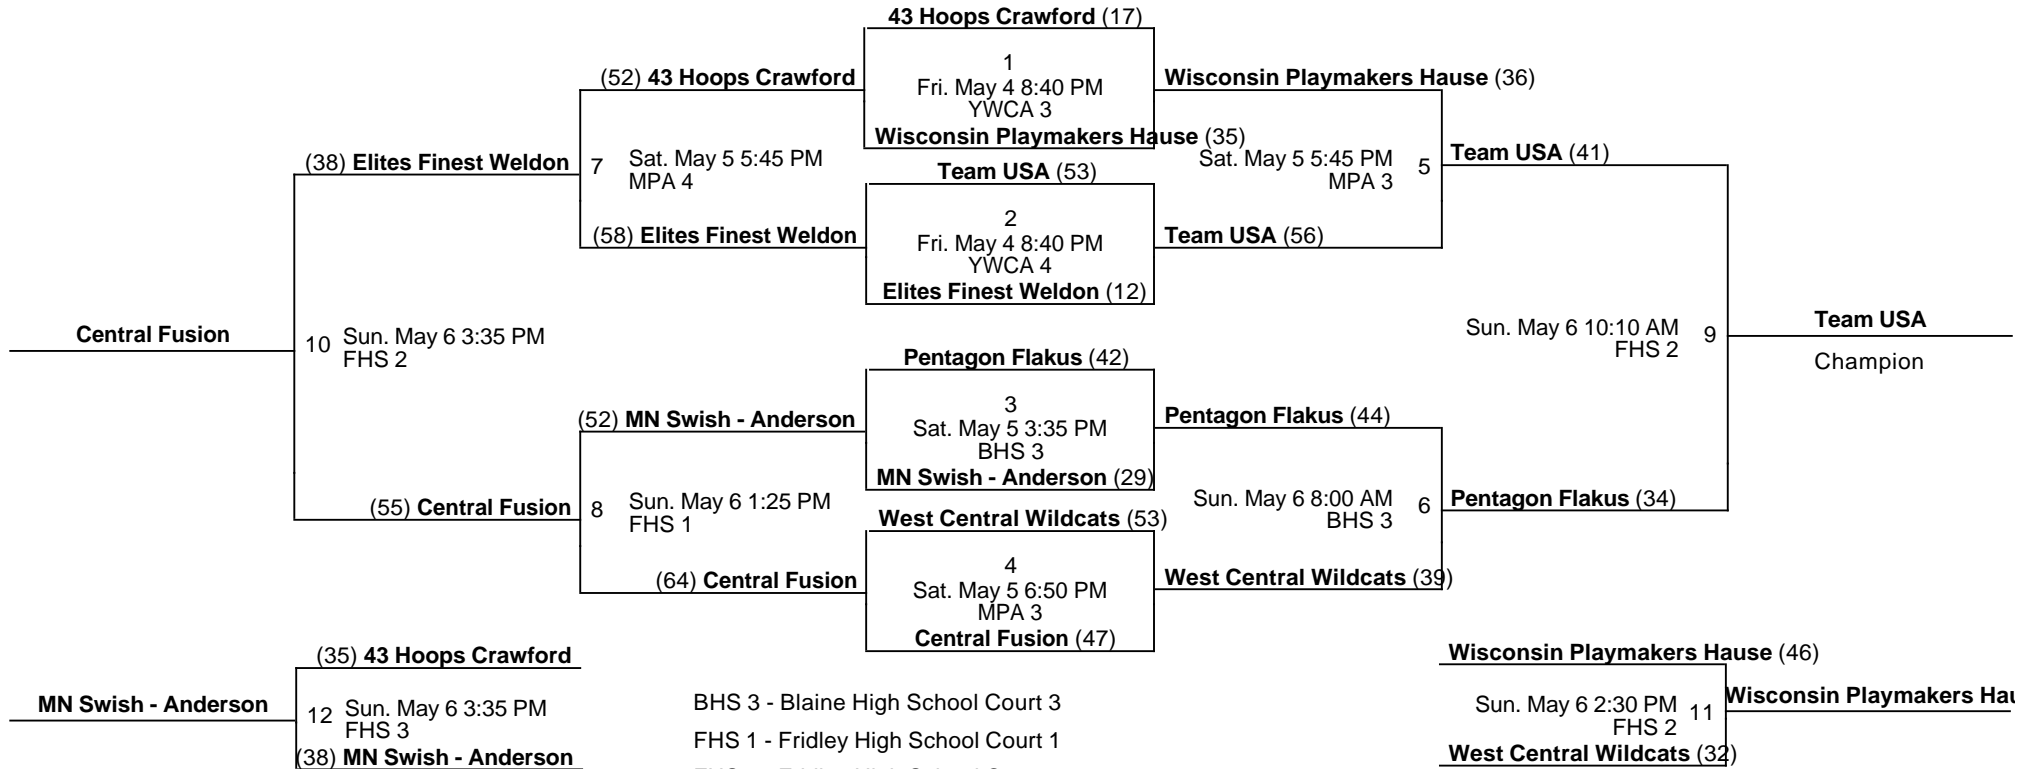 43 Hoops Crawford (17)
1
Fri. May 4 8:40 PM
YWCA 3
Wisconsin Playmakers Hause (35)
(52) 43 Hoops Crawford
Wisconsin Playmakers Hause (36)
(38) Elites Finest Weldon
7
Sat. May 5 5:45 PM
MPA 4
Sat. May 5 5:45 PM
MPA 3
5
Team USA (41)
Team USA (53)
2
Fri. May 4 8:40 PM
YWCA 4
Elites Finest Weldon (12)
(58) Elites Finest Weldon
Team USA (56)
Central Fusion
10
Sun. May 6 3:35 PM
FHS 2
Sun. May 6 10:10 AM
FHS 2
9
Team USA
Champion
Pentagon Flakus (42)
3
Sat. May 5 3:35 PM
BHS 3
MN Swish - Anderson (29)
(52) MN Swish - Anderson
Pentagon Flakus (44)
(55) Central Fusion
8
Sun. May 6 1:25 PM
FHS 1
Sun. May 6 8:00 AM
BHS 3
6
Pentagon Flakus (34)
West Central Wildcats (53)
4
Sat. May 5 6:50 PM
MPA 3
Central Fusion (47)
(64) Central Fusion
West Central Wildcats (39)
(35) 43 Hoops Crawford
MN Swish - Anderson
12
Sun. May 6 3:35 PM
FHS 3
(38) MN Swish - Anderson
BHS 3 - Blaine High School Court 3
FHS 1 - Fridley High School Court 1
Wisconsin Playmakers Hause (46)
Sun. May 6 2:30 PM
FHS 2
11
Wisconsin Playmakers
West Central Wildcats (32)